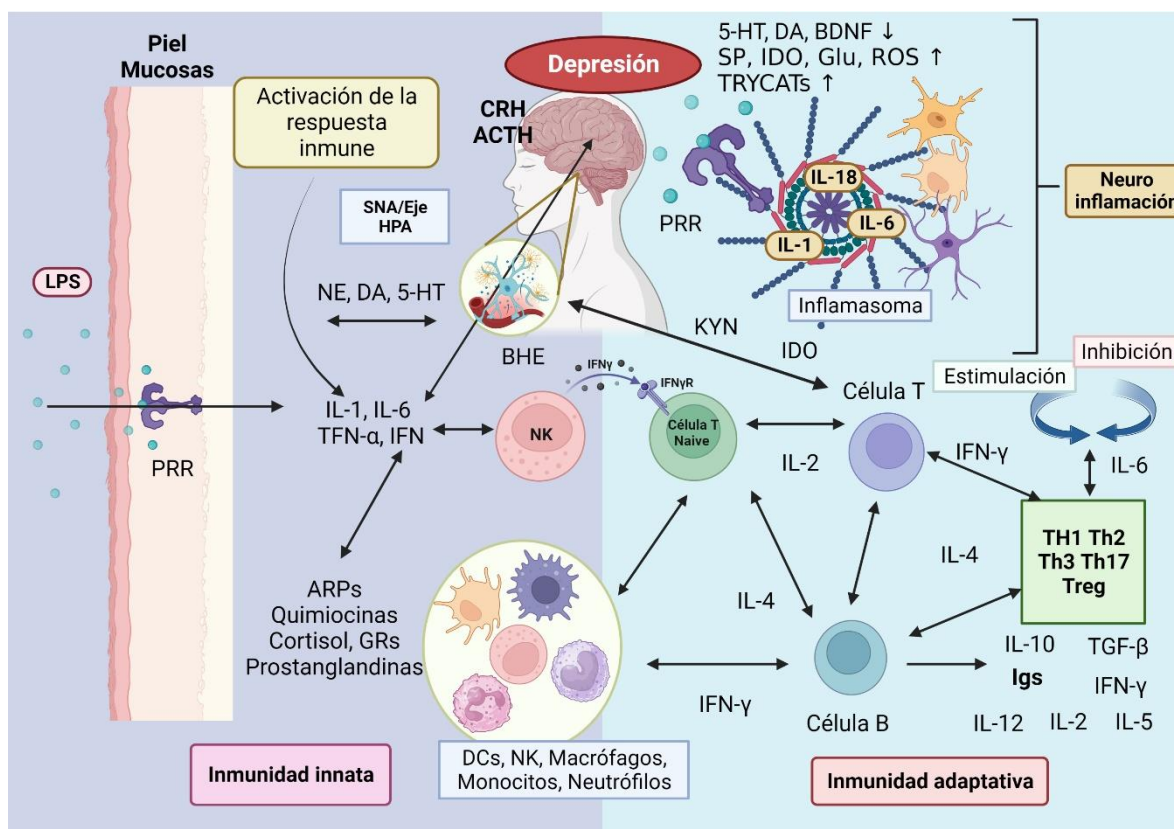 Piel
Mucosas
Activación de la
respuesta
inmune
Depresión
CRH
ACTH
5-HT, DA, BDNF ↓
SP, IDO, Glu, ROS ↑
TRYCATs ↑
SNA/Eje
HPA
PRR
IL-18
IL-6
IL-1
Inflamasoma
Neuro
inflamación
LPS
NE, DA, 5-HT
BHE
KYN
IDO
Inhibición
Estimulación
PRR
IL-1, IL-6
TFN-α, IFN
NK
IFNγ
IFNγR
Célula T
Naive
IL-2
Célula T
IFN-γ
IL-6
TH1 Th2
Th3 Th17
Treg
IL-4
IL-4
ARPs
Quimiocinas
Cortisol, GRs
Prostanglandinas
IFN-γ
Célula B
IL-10
TGF-β
Igs
IFN-γ
IL-12
IL-2
IL-5
Inmunidad innata
DCs, NK, Macrófagos,
Monocitos, Neutrófilos
Inmunidad adaptativa